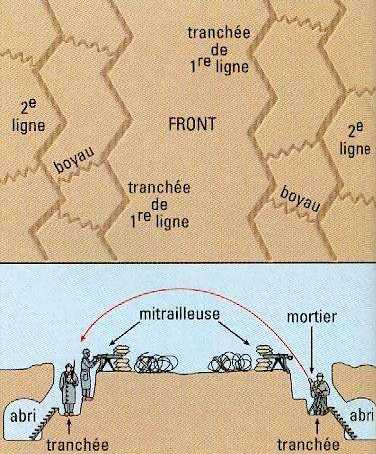 tranchée
de
1re ligne
2e
ligne
FRONT
2e
ligne
boyau
tranchée
de
1re ligne
boyau
mitrailleuse
mortier
abri
abri
tranchée
tranchée